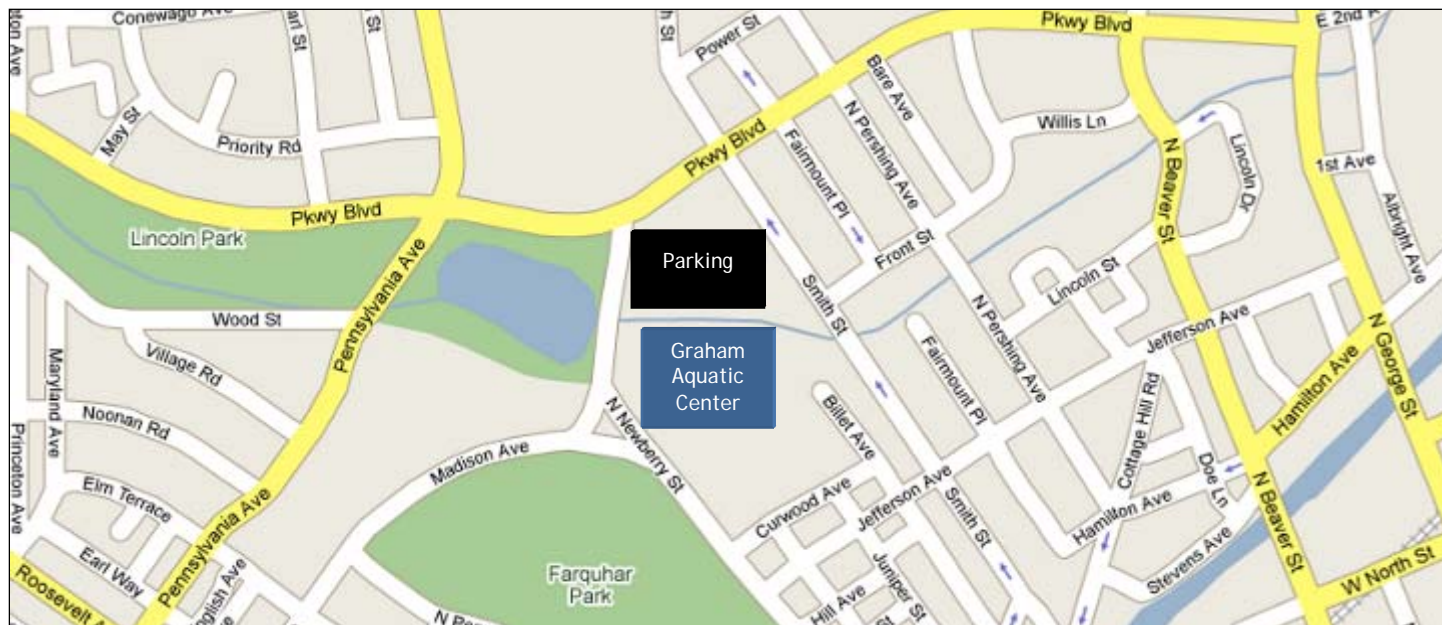 Conewago Ave
Pkwy Blvd
E 2nd
Power St
Bare Ave
May St
Priority Rd
Willis Ln
Pkwy Blvd
N Pershing Ave
Fairmount Pl
N Beaver St
Lincoln Dr
1st Ave
Albright Ave
Pkwy Blvd
Lincoln Park
Parking
Front St
Pennsylvania Ave
Smith St
Lincoln St
N Pershing Ave
Wood St
Jefferson Ave
N George St
Village Rd
Graham
Aquatic
Center
Fairmount Pl
Hamilton Ave
Maryland Ave
Billet Ave
Cottage Hill Rd
Noonan Rd
N Newberry St
Princeton Ave
Madison Ave
Doe Ln
N Beaver St
Elm Terrace
Curwood Ave
Jefferson Ave
Smith St
Hamilton Ave
Pennsylvania Ave
Earl Way
Stevens Ave
W North St
Farquhar
Park
Juniper St
Roosevelt
Hill Ave